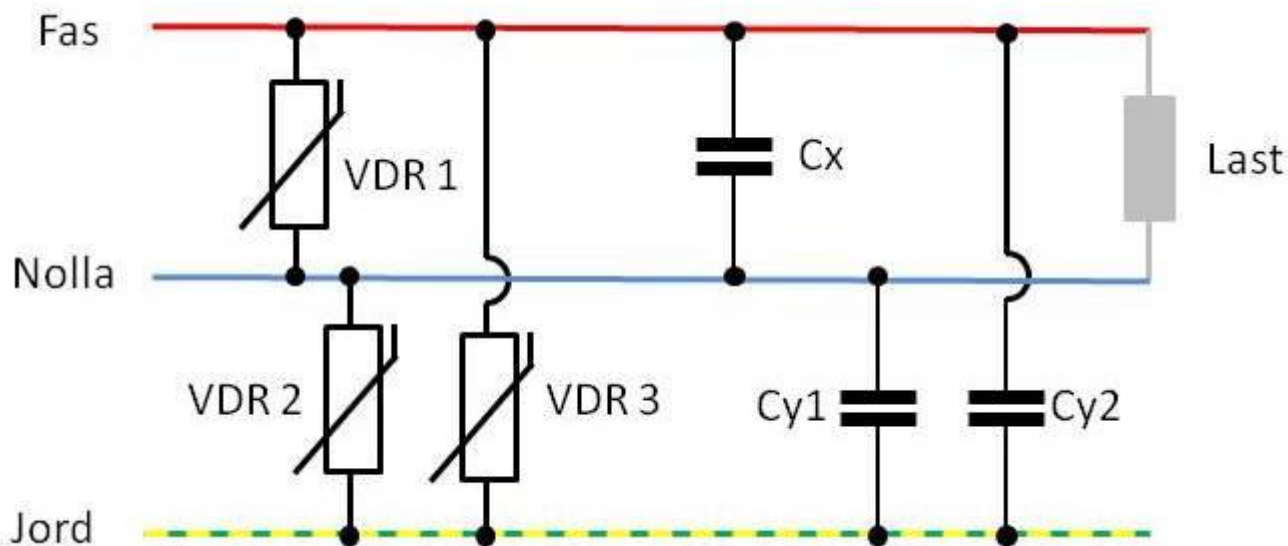 Fas
VDR 1
Cx
Last
Nolla
VDR 2
VDR 3
Cy1
Cy2
Jord